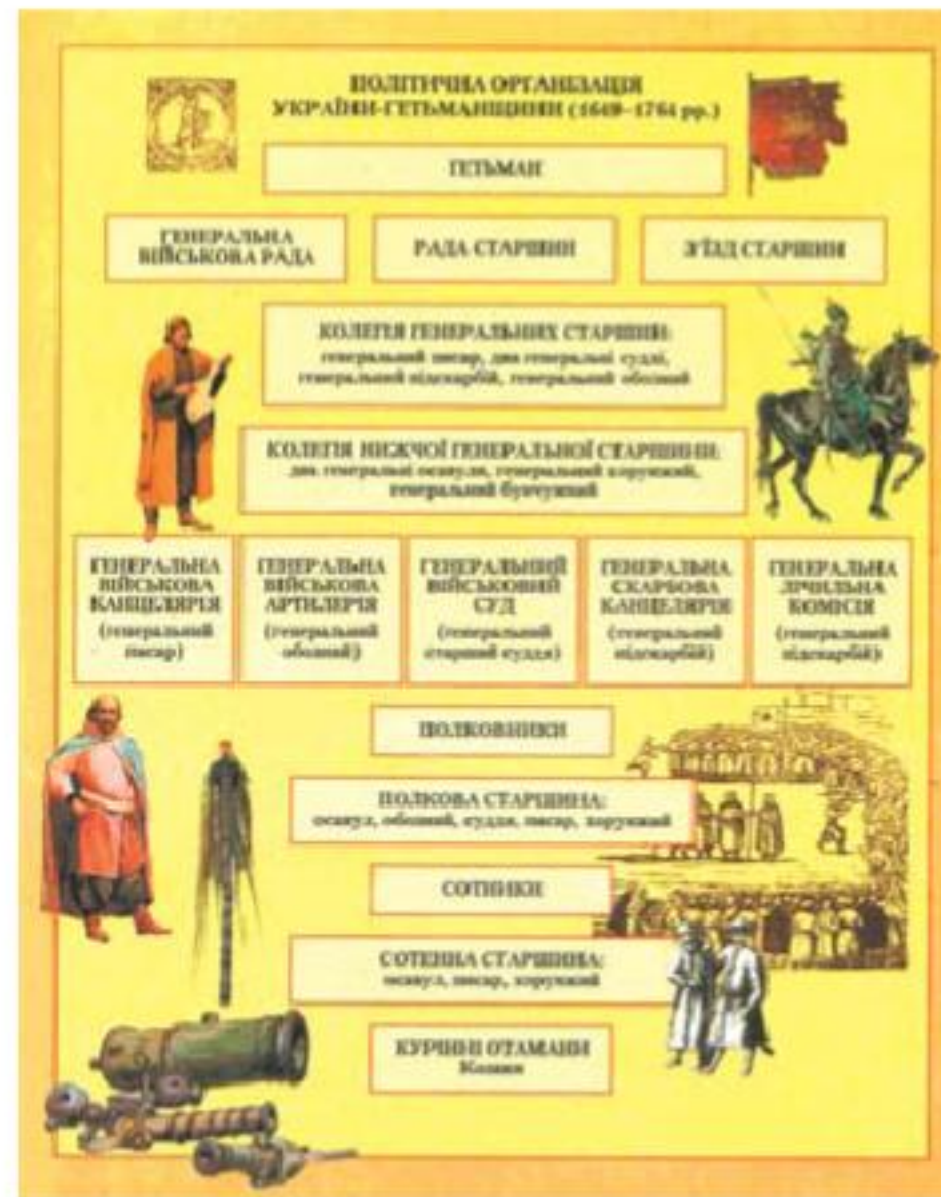 ПОЛІТИЧНА ОРГАНІЗАЦІЯ
УКРАЇНИ-ГЕТЬМАНЩИНИ (1649–1764 рр.)
ГЕТЬМАН
ГЕНЕРАЛЬНА
ВІЙСЬКОВА РАДА
РАДА СТАРШИН
З'ЇЗД СТАРШИН
КОЛЕГІЯ ГЕНЕРАЛЬНИХ СТАРШИН:
генеральний писар, два генеральні судді,
генеральний підскарбій, генеральний обозний
КОЛЕГІЯ НИЖЧОЇ ГЕНЕРАЛЬНОЇ СТАРШИНИ:
два генеральні осавули, генеральний хорунжий,
генеральний бунчужний
ГЕНЕРАЛЬНА
ВІЙСЬКОВА
КАНЦЕЛЯРІЯ
(генеральний
писар)
ГЕНЕРАЛЬНА
ВІЙСЬКОВА
АРТИЛЕРІЯ
(генеральний
обозний)
ГЕНЕРАЛЬНИЙ
ВІЙСЬКОВИЙ
СУД
(генеральний
старший суддя)
ГЕНЕРАЛЬНА
СКАРБОВА
КАНЦЕЛЯРІЯ
(генеральний
підскарбій)
ГЕНЕРАЛЬНА
ЛІЧИЛЬНА
КОМІСІЯ
(генеральний
підскарбій)
ПОЛКОВНИКИ
ПОЛКОВА СТАРШИНА:
осавул, обозний, суддя, писар, хорунжий
СОТНИКИ
СОТЕННА СТАРШИНА:
осавул, писар, хорунжий
КУРІННІ ОТАМАНИ
Козаки